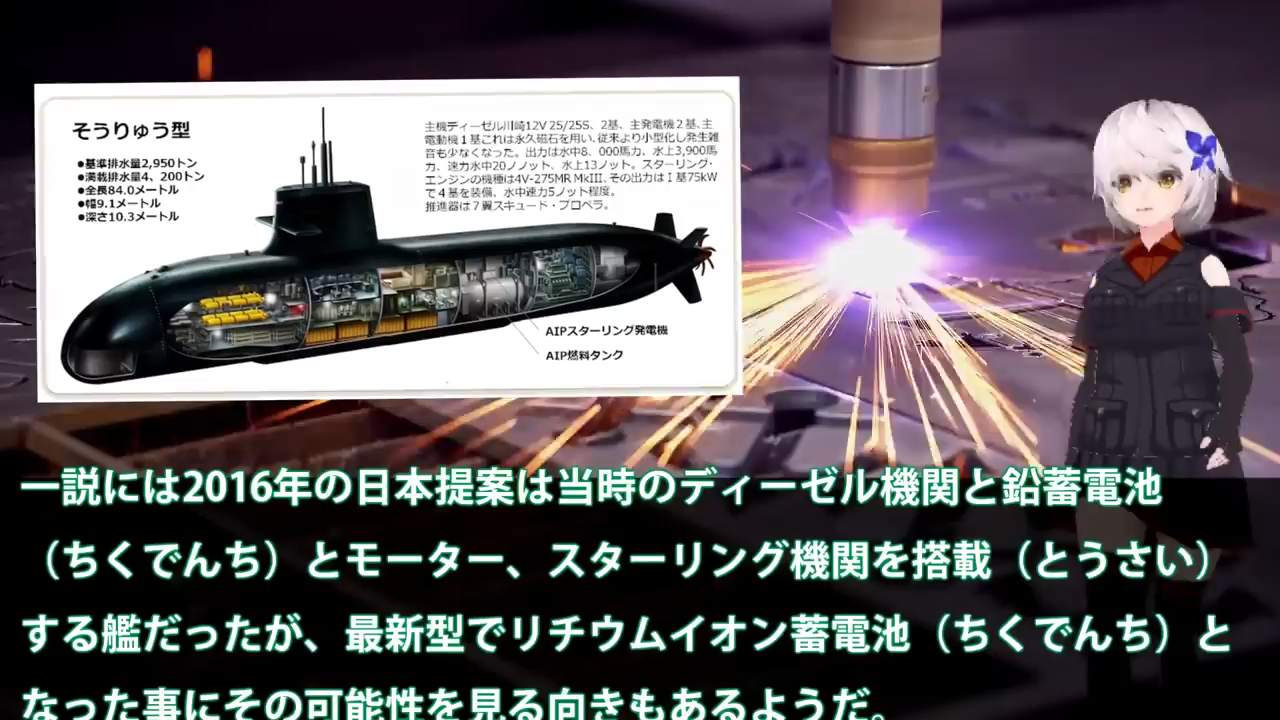 そうりゅう型
●基準排水量2,950トン
●満載排水量4、200トン
●全長84.0メートル
●幅9.1メートル
●深さ10.3メートル
主機ディーゼル川崎12V 25/25S、2基、主発電機2基、主
電動機1基これは永久磁石を用い、従来より小型化し発生雑
音も少なくなった。出力は水中8、000馬力、水上3,900馬
力、速力水中20ノノット、水上13ノット。スターリング・
エンジンの機種は4V-275MR MkIII、その出力はI基75kW
で4基を装備、水中速力5ノット程度。
推進器は7翼スキュード・プロペラ。
AIPスターリング発電機
AIP燃料タンク
一説には2016年の日本提案は当時のディーゼル機関と鉛蓄電池
（ちくでんち）とモーター、スターリング機関を搭載（とうさい）
する艦だったが、最新型でリチウムイオン蓄電池（ちくでんち）と
なった事にその可能性を見る向きもあるようだ。